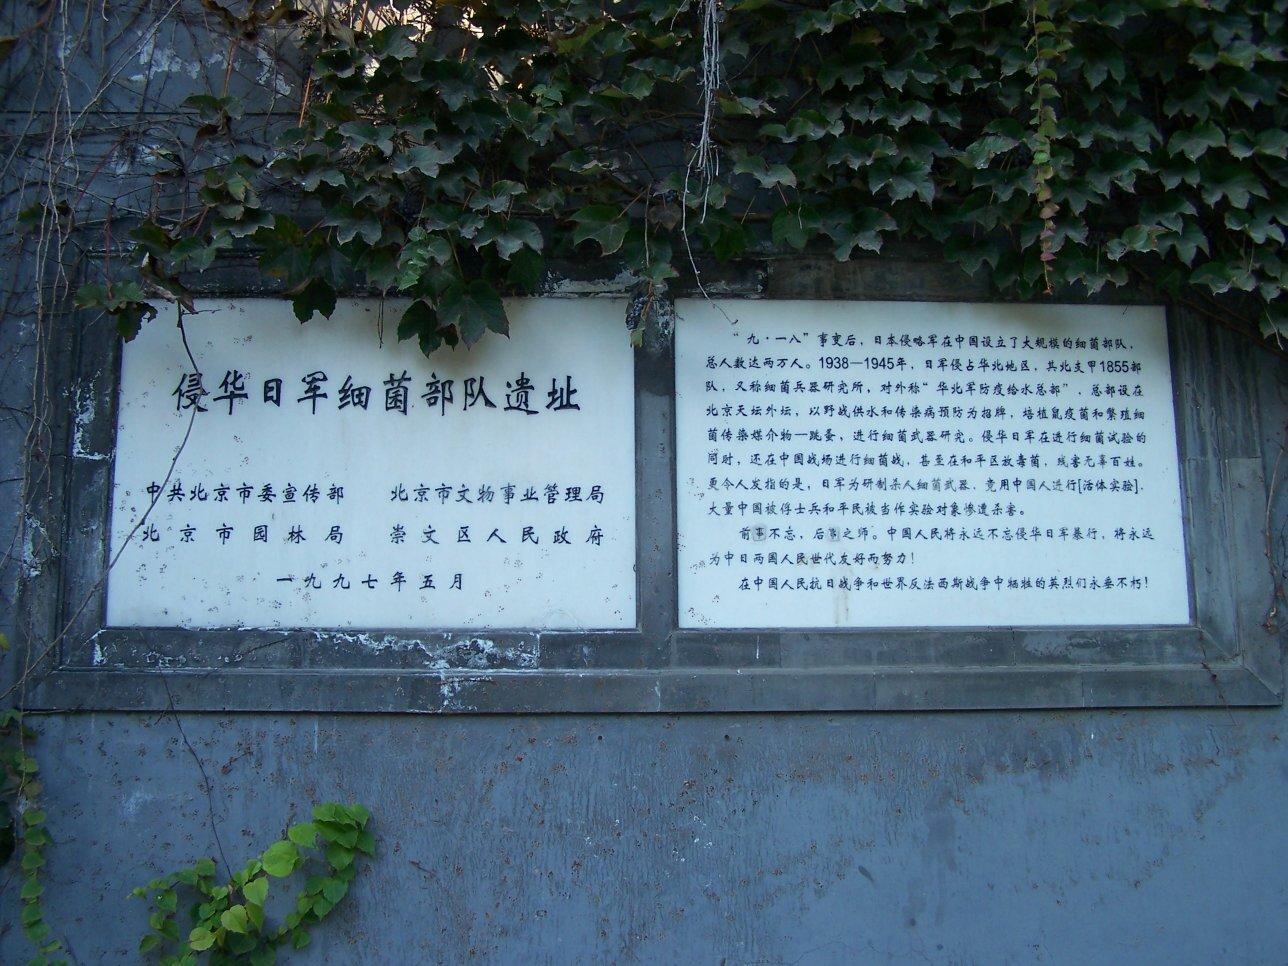 侵华日军细菌部队遗址
中共北京市委宣传部 北京市文物事业管理局
北京市园林局 崇文区人民政府
一九九七年五月
“九·一八”事变后，日本侵略军在中国设立了大规模的细菌部队，
总人数达两万人。1938—1945年，日军侵占华北地区，其北支甲1855部
队，又称细菌兵器研究所，对外称“华北军防疫给水总部”，总部设在
北京天坛外坛，以野战供水和传染病预防为招牌，培植鼠疫菌和繁殖细
菌传染媒介物—跳蚤，进行细菌武器研究。侵华日军在进行细菌试验的
同时，还在中国战场进行细菌战，甚至在和平区放毒菌，残害无辜百姓。
更令人发指的是，日军为研制杀人细菌武器，竟用中国人进行[活体实验]，
大量中国被俘士兵和平民被当作实验对象惨遭杀害。
前事不忘，后事之师。中国人民将永远不忘侵华日军暴行，将永远
为中日两国人民世代友好而努力！
在中国人民抗日战争和世界反法西斯战争中牺牲的英烈们永垂不朽！